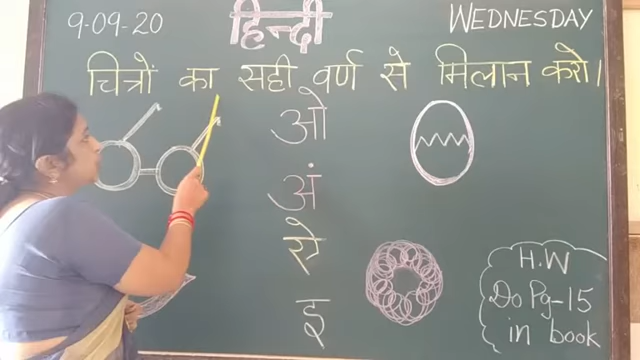 9-09-20
हिन्दी
WEDNESDAY
चित्रों का सही वर्ण से मिलान करो।
ओ
अं
ऐ
इ
H.W
Do Pg-15
in book